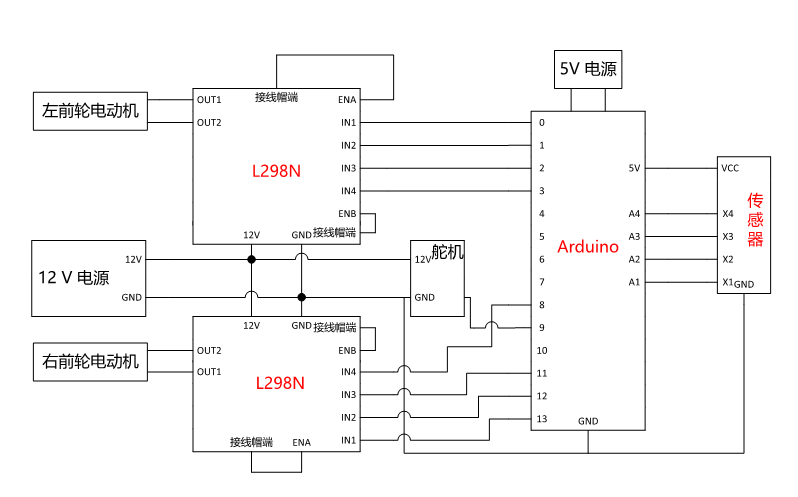 5V 电源
接线帽端
ENA
左前轮电动机
OUT1
OUT2
IN1
IN2
IN3
IN4
L298N
ENB
接线帽端
12V
GND
0
1
2
3
4
5
6
7
8
9
10
11
12
13
Arduino
5V
A4
A3
A2
A1
GND
VCC
X4
X3
X2
X1
GND
传感器
12 V 电源
12V
GND
舵机
12V
GND
12V
GND
接线帽端
ENB
右前轮电动机
OUT2
OUT1
L298N
IN4
IN3
IN2
IN1
接线帽端
ENA